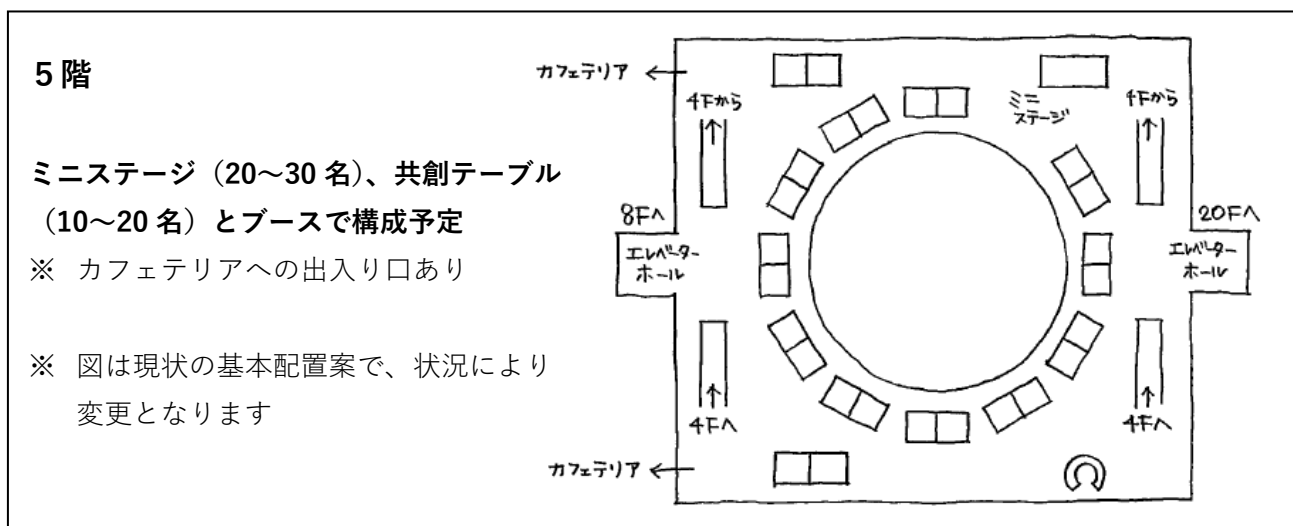 5階
ミニステージ（20～30 名）、共創テーブル
（10～20 名）とブースで構成予定
※ カフェテリアへの出入り口あり
※ 図は現状の基本配置案で、状況により
変更となります
カフェテリア
4Fから
ミニ
ステージ
4Fから
8Fへ
エレベーター
ホール
20Fへ
エレベーター
ホール
4Fへ
4Fへ
カフェテリア